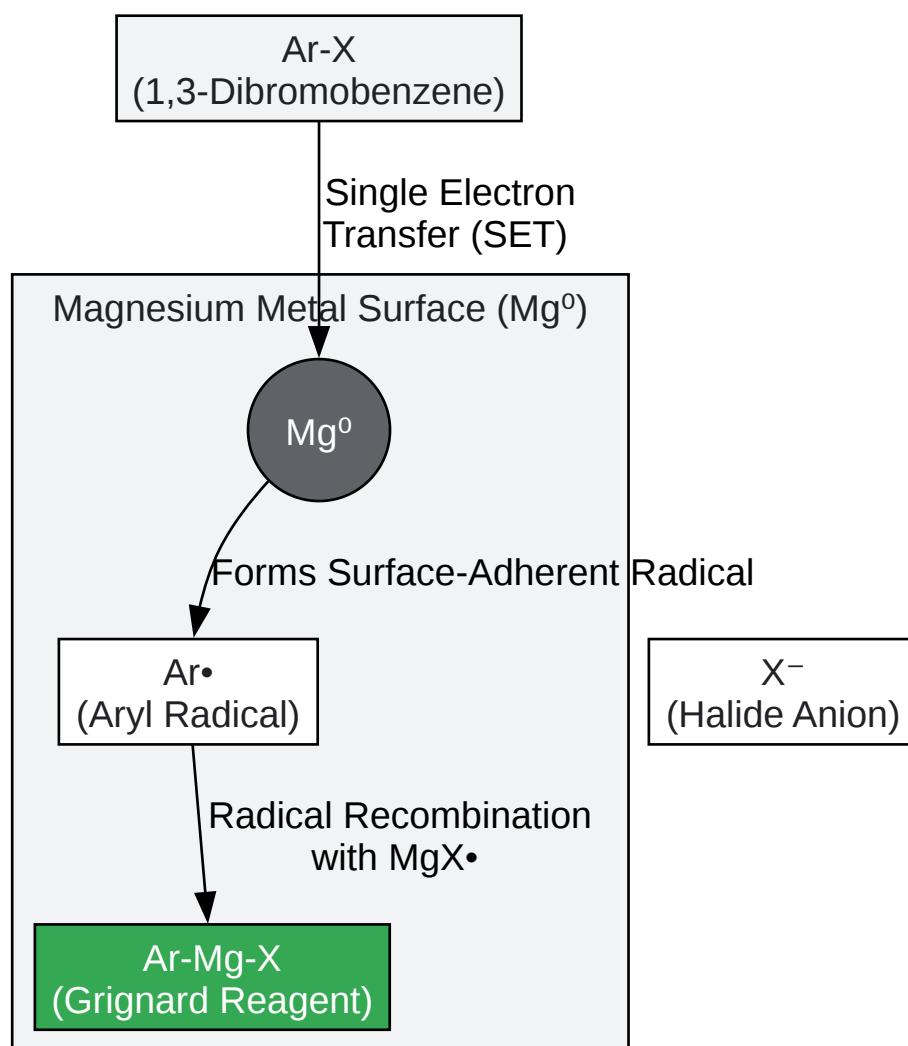 Ar-X
(1,3-Dibromobenzene)
Single Electron
Transfer (SET)
Magnesium Metal Surface (Mg⁰)
Mg⁰
Forms Surface-Adherent Radical
Ar•
(Aryl Radical)
X⁻
(Halide Anion)
Radical Recombination
with MgX•
Ar-Mg-X
(Grignard Reagent)